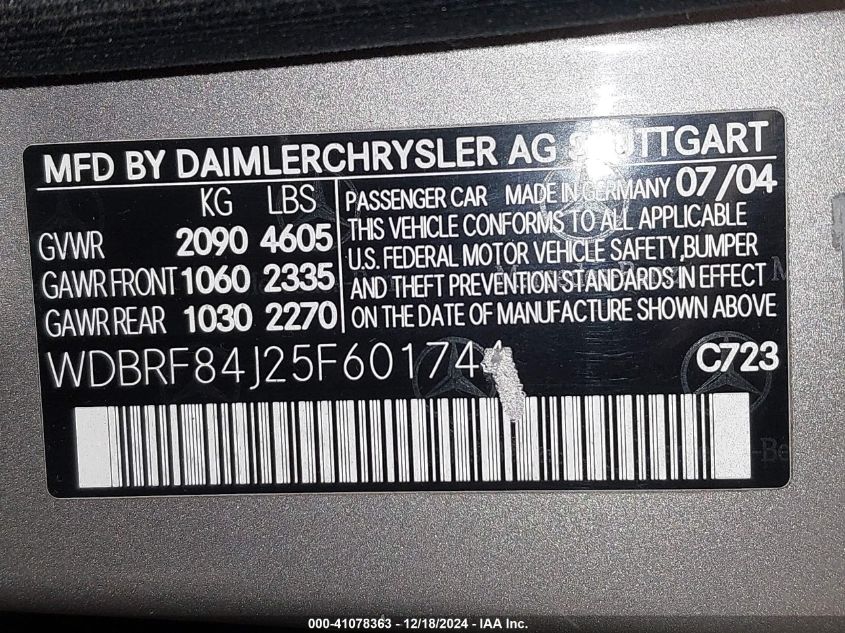 MFD BY DAIMLERCHRYSLER AG STUTTGART
KG LBS
GVWR 2090 4605
GAWR FRONT 1060 2335
GAWR REAR 1030 2270
PASSENGER CAR MADE IN GERMANY 07/04
THIS VEHICLE CONFORMS TO ALL APPLICABLE
U.S. FEDERAL MOTOR VEHICLE SAFETY,BUMPER
AND THEFT PREVENTION STANDARDS IN EFFECT
ON THE DATE OF MANUFACTURE SHOWN ABOVE
WDBRF84J25F601744
C723
000-41078363 - 12/18/2024 - IAA Inc.